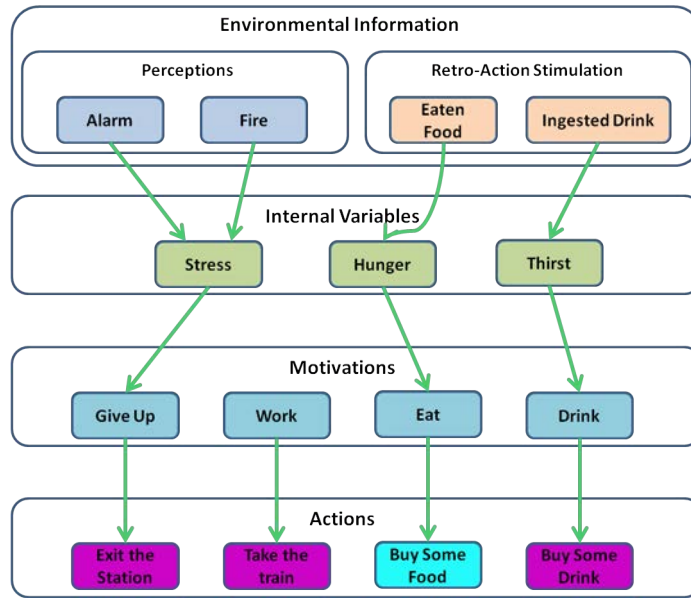 Environmental Information
Perceptions
Retro-Action Stimulation
Alarm
Fire
Eaten
Food
Ingested Drink
Internal Variables
Stress
Hunger
Thirst
Motivations
Give Up
Work
Eat
Drink
Actions
Exit the
Station
Take the
train
Buy Some
Food
Buy Some
Drink